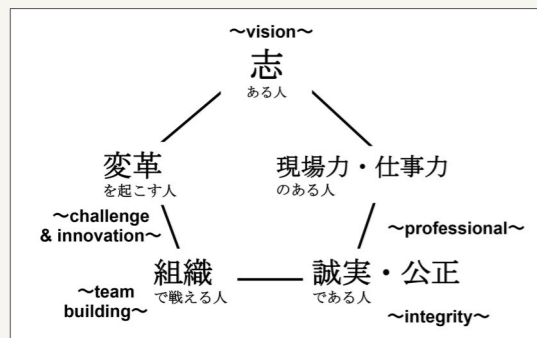 〜vision〜
志
ある人
変革
を起こす人
〜challenge
& innovation〜
現場力・仕事力
のある人
〜professional〜
組織
で戦える人
〜team
building〜
誠実・公正
である人
〜integrity〜